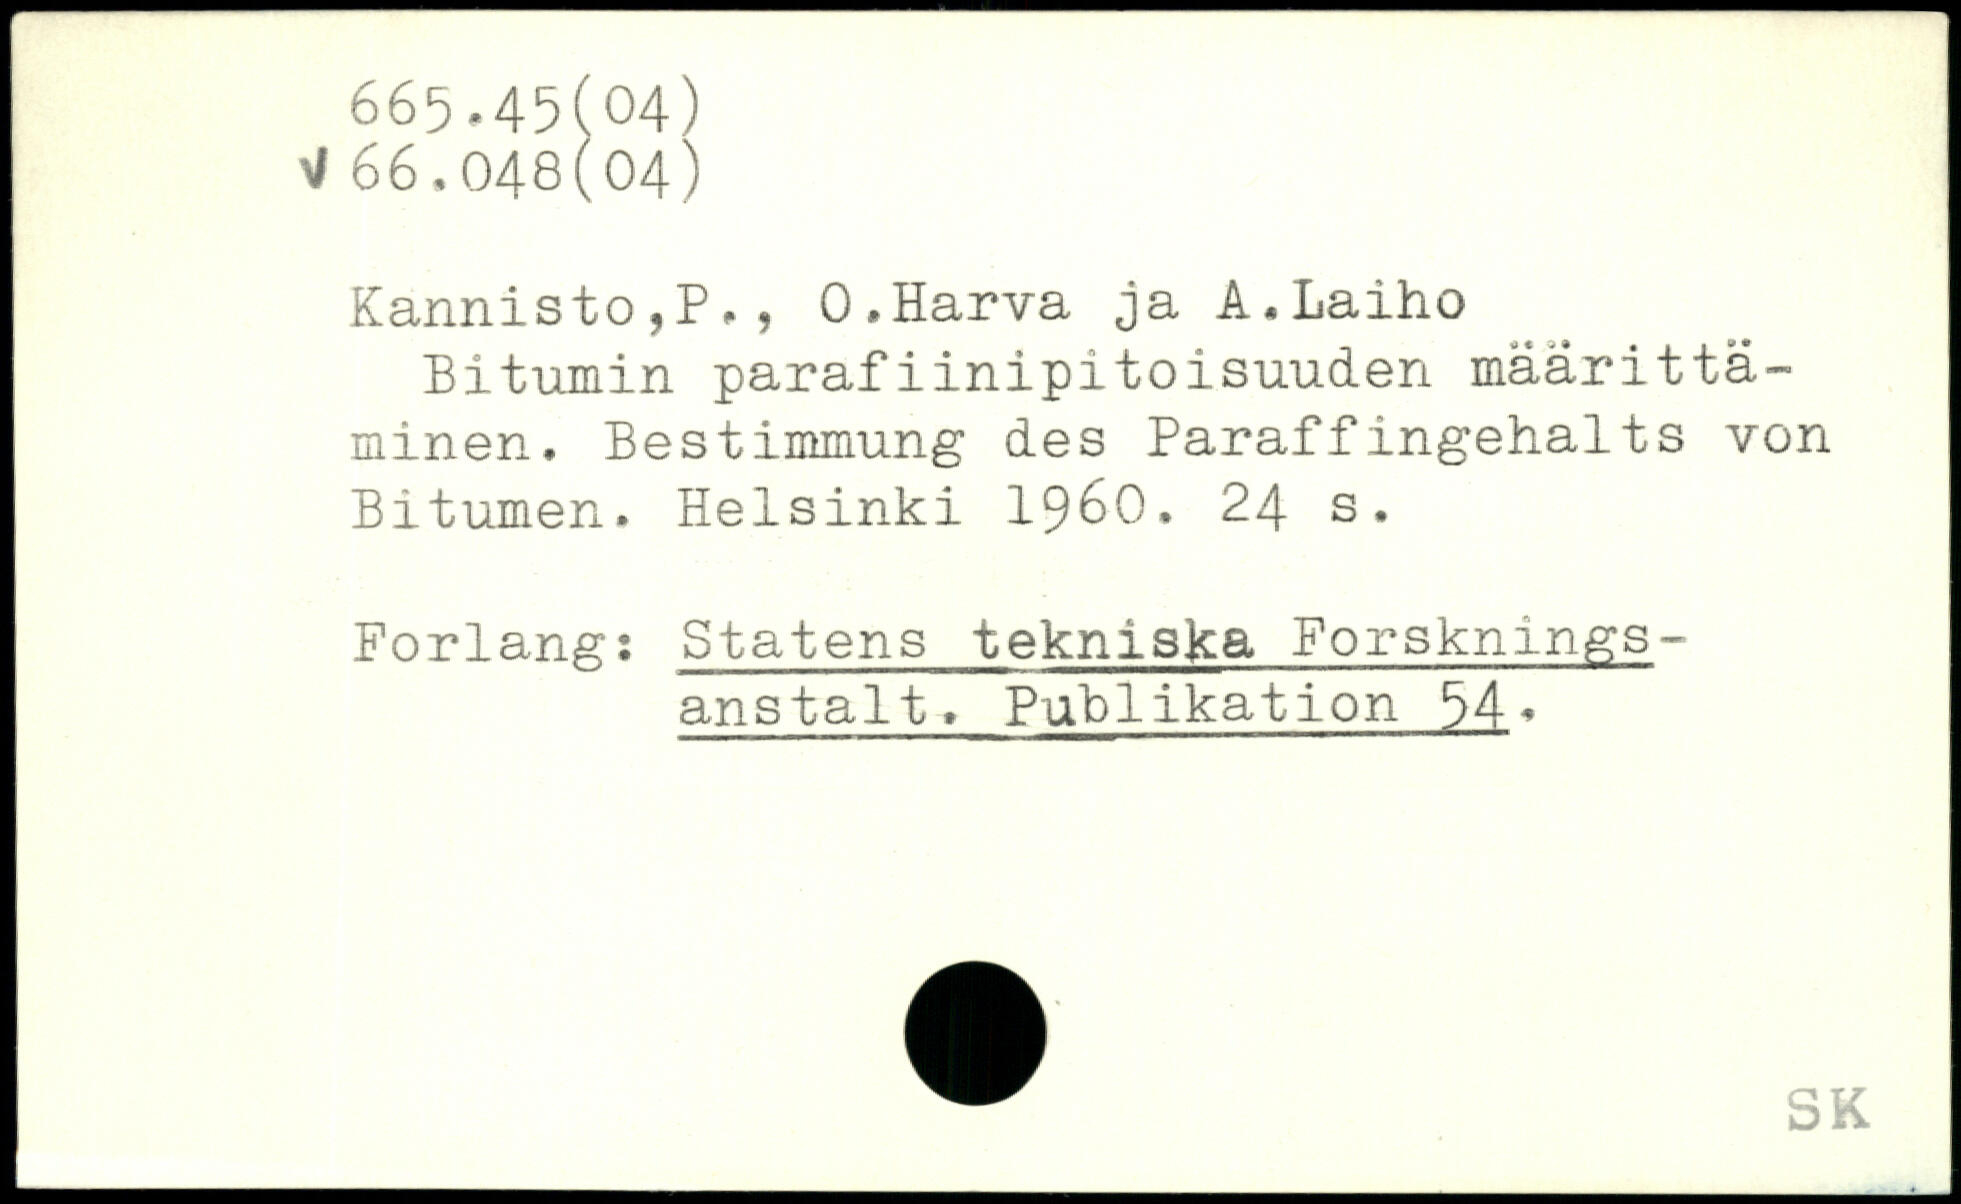 665.45(04)
v 66.048(04)
Kannisto,P., O.Harva ja A.Laiho
Bitumin parafiinipitoisuuden määrittä-
minen. Bestimmung des Paraffingehalts von
Bitumen. Helsinki 1960. 24 s.
Forlang: Statens tekniska Forsknings-
anstalt. Publikation 54.
SK